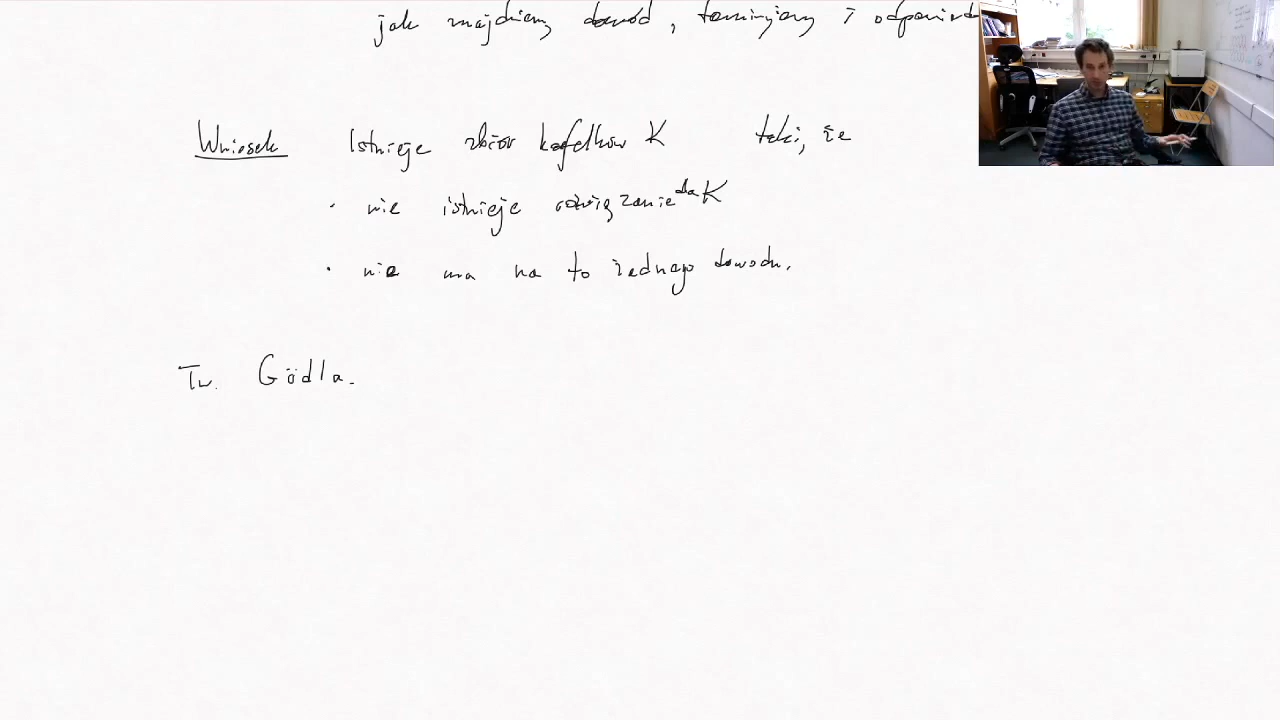 jak znajdziemy dowód, terminujemy i odpowiad
Wniosek Istnieje zbiór kafelków K taki, że
· nie istnieje rozwiązanie dla K
· nie ma na to żadnego dowodu.
Tw. Gödla.